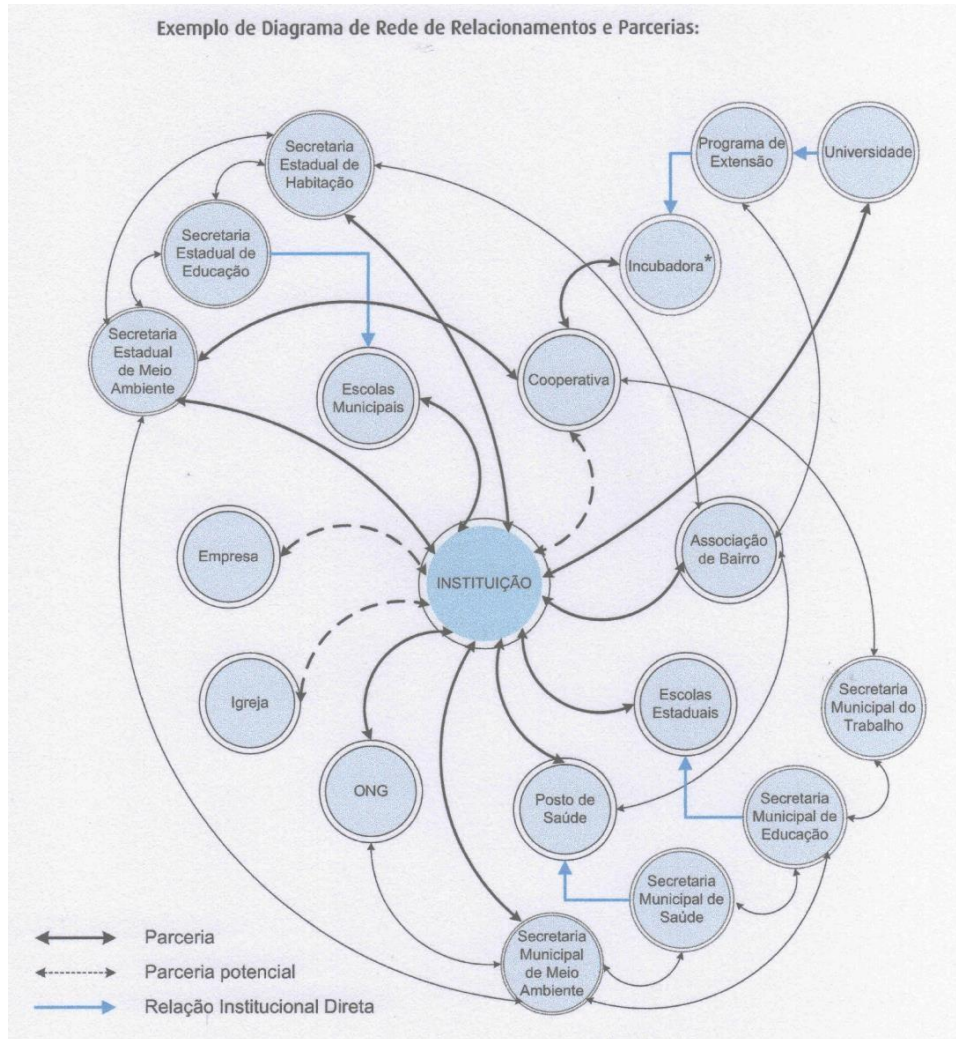 Exemplo de Diagrama de Rede de Relacionamentos e Parcerias:
Secretaria
Estadual de
Habitação
Programa de
Extensão
Universidade
Secretaria
Estadual de
Educação
Incubadora*
Secretaria
Estadual
de Meio
Ambiente
Escolas
Municipais
Cooperativa
Empresa
INSTITUIÇÃO
Associação
de Bairro
Igreja
Escolas
Estaduais
Secretaria
Municipal do
Trabalho
ONG
Posto de
Saúde
Secretaria
Municipal de
Educação
Secretaria
Municipal de
Saúde
Secretaria
Municipal
de Meio
Ambiente
Parceria
Parceria potencial
Relação Institucional Direta